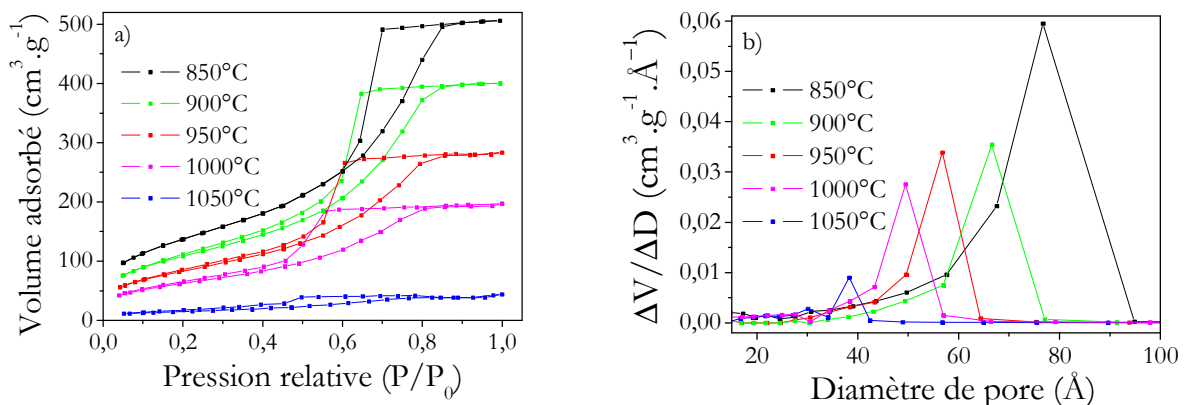 a)
Volume adsorbé (cm³.g⁻¹)
500
400
300
200
100
0
850°C
900°C
950°C
1000°C
1050°C
0,0 0,2 0,4 0,6 0,8 1,0
Pression relative (P/P₀)
b)
ΔV/ΔD (cm³.g⁻¹.Å⁻¹)
0,06
0,05
0,04
0,03
0,02
0,01
0,00
850°C
900°C
950°C
1000°C
1050°C
20 40 60 80 100
Diamètre de pore (Å)